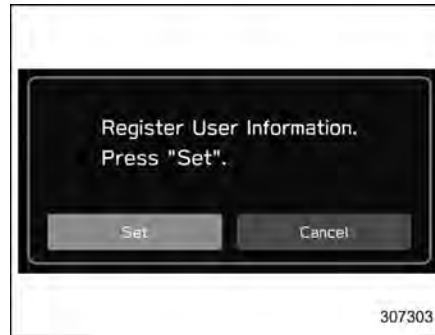 Register User Information.
Press "Set".
Set
Cancel
307303